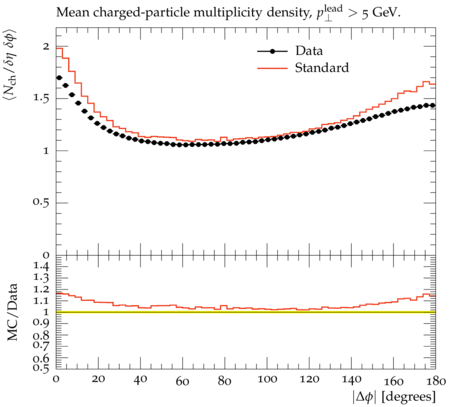 Mean charged-particle multiplicity density, p⊥^lead > 5 GeV.
⟨N_ch/δη δϕ⟩
2
1.5
1
0.5
0
Data
Standard
MC/Data
1.4
1.3
1.2
1.1
1
0.9
0.8
0.7
0.6
0.5
0 20 40 60 80 100 120 140 160 180
|Δϕ| [degrees]